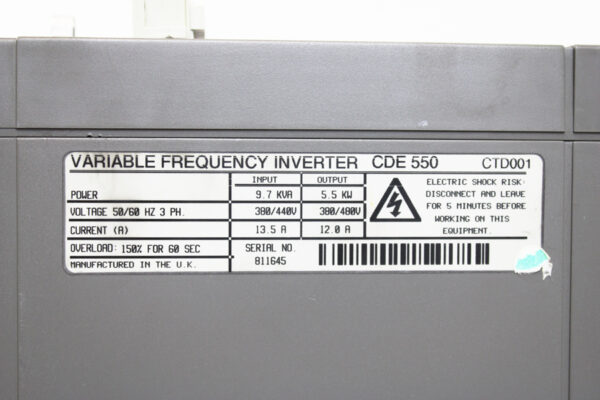 VARIABLE FREQUENCY INVERTER CDE 550 CTD001
INPUT OUTPUT
POWER 9.7 KVA 5.5 KW
VOLTAGE 50/60 HZ 3 PH. 380/440V 380/480V
CURRENT (A) 13.5 A 12.0 A
OVERLOAD: 150% FOR 60 SEC SERIAL NO.
MANUFACTURED IN THE U.K. 811645
ELECTRIC SHOCK RISK:
DISCONNECT AND LEAVE
FOR 5 MINUTES BEFORE
WORKING ON THIS
EQUIPMENT.